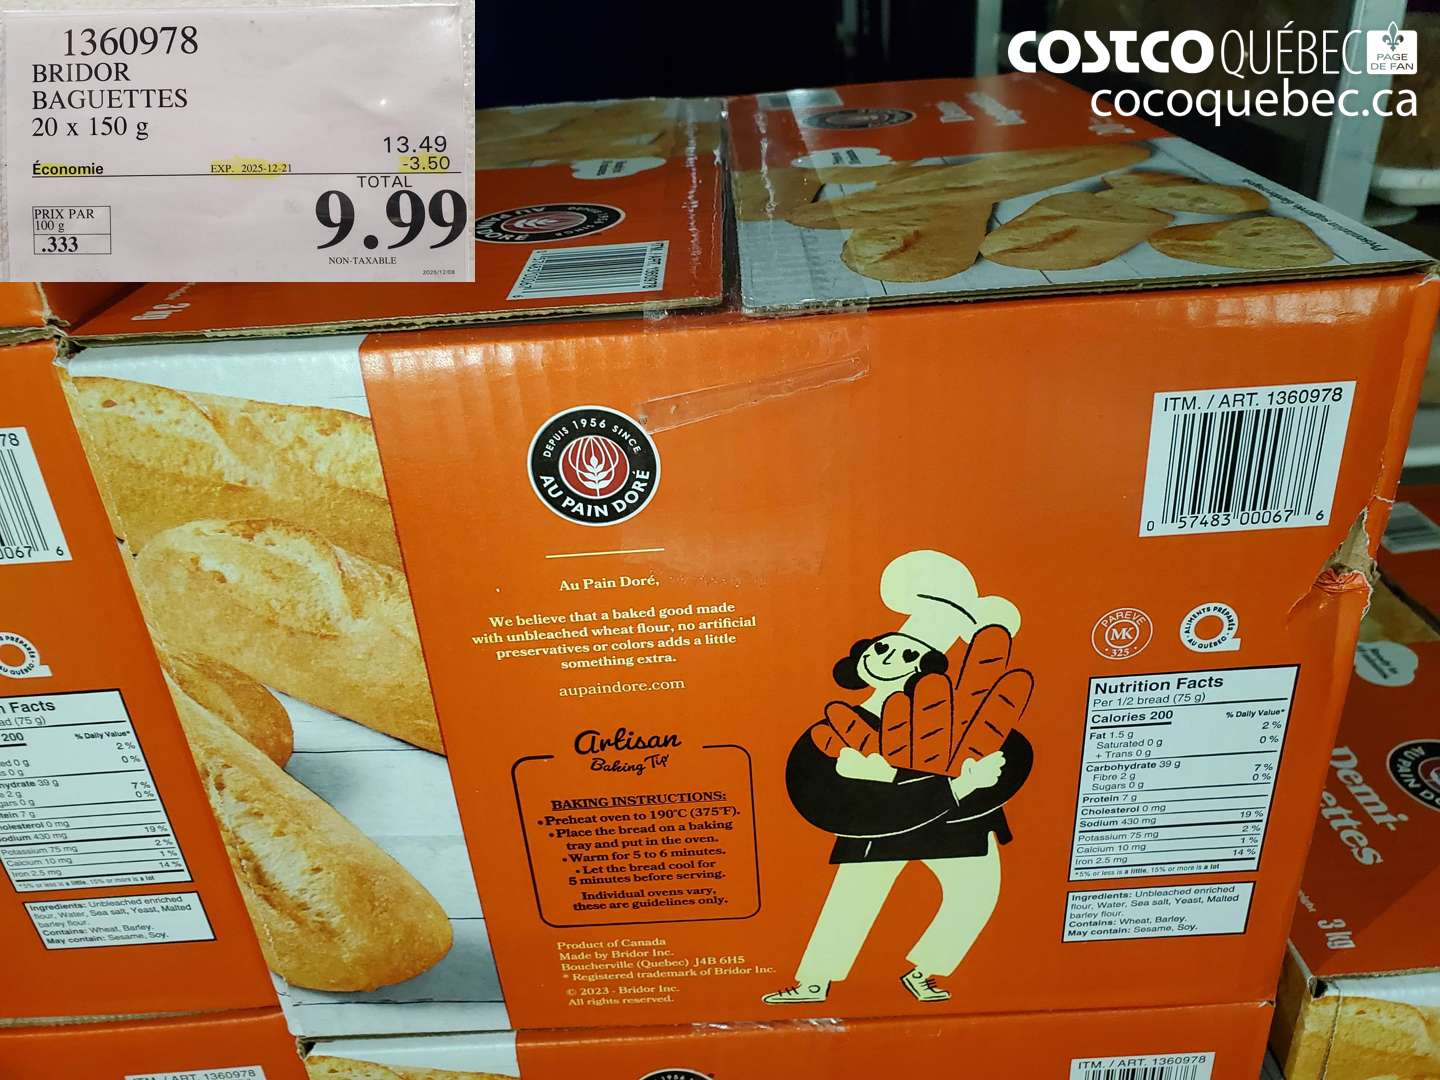 1360978
BRIDOR
BAGUETTES
20 x 150 g
13.49
Économie
EXP. 2025-12-21
-3.50
TOTAL
9.99
PRIX PAR
100 g
.333
NON-TAXABLE
COSTCO QUÉBEC
PAGE
DE FAN
cocoquebec.ca
DEPUIS 1956 SINCE
AU PAIN DORÉ
Au Pain Doré,
We believe that a baked good made
with unbleached wheat flour, no artificial
preservatives or colors adds a little
something extra.
aupaindore.com
Artisan
Baking Tip
BAKING INSTRUCTIONS:
•Preheat oven to 190°C (375°F).
•Place the bread on a baking
tray and put in the oven.
•Warm for 5 to 6 minutes.
•Let the bread cool for
5 minutes before serving.
Individual ovens vary,
these are guidelines only.
Product of Canada
Made by Bridor Inc.
Boucherville (Quebec) J4B 6H5
* Registered trademark of Bridor Inc.
© 2023 - Bridor Inc.
All rights reserved.
ITM. / ART. 1360978
0 57483 00067 6
PAREVE
MK
325
ALIMENTS PRÉPARÉS
AU QUÉBEC
Nutrition Facts
Per 1/2 bread (75 g)
Calories 200
% Daily Value*
Fat 1.5 g 2 %
Saturated 0 g 0 %
+ Trans 0 g
Carbohydrate 39 g 7 %
Fibre 2 g 0 %
Sugars 0 g
Protein 7 g
Cholesterol 0 mg
Sodium 430 mg 19 %
Potassium 75 mg 2 %
Calcium 10 mg 1 %
Iron 2.5 mg 14 %
*5% or less is a little, 15% or more is a lot
Ingredients: Unbleached enriched
flour, Water, Sea salt, Yeast, Malted
barley flour.
Contains: Wheat, Barley.
May contain: Sesame, Soy.
Demi-
3 kg
ITM. / ART. 1360978